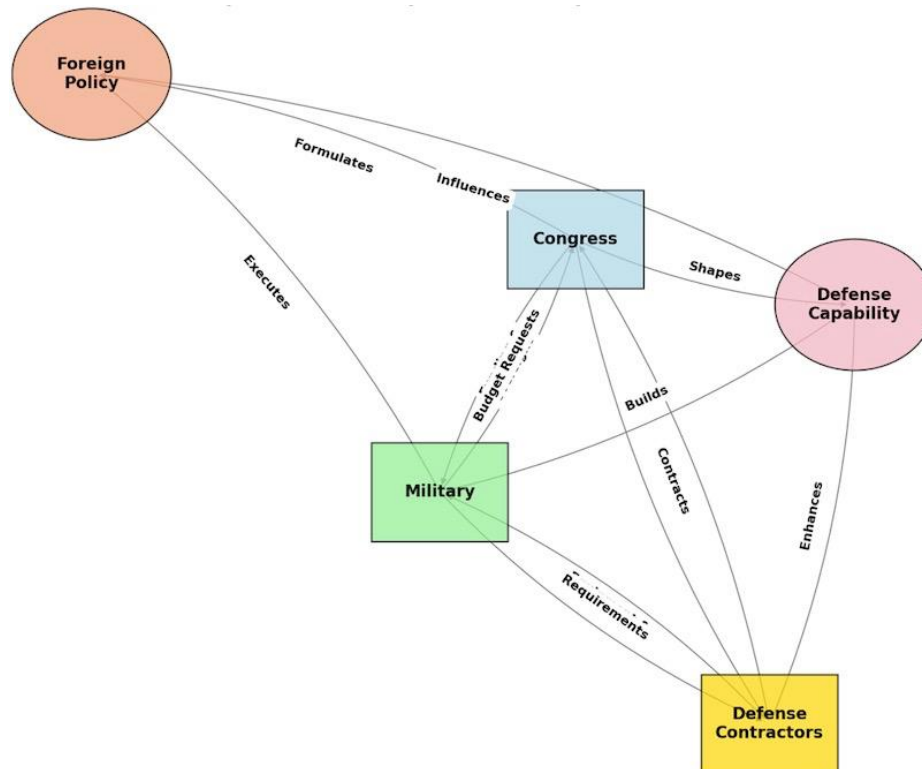 Foreign
Policy
Formulates
Influences
Congress
Executes
Shapes
Defense
Capability
Budget Requests
Builds
Military
Contracts
Enhances
Requirements
Defense
Contractors